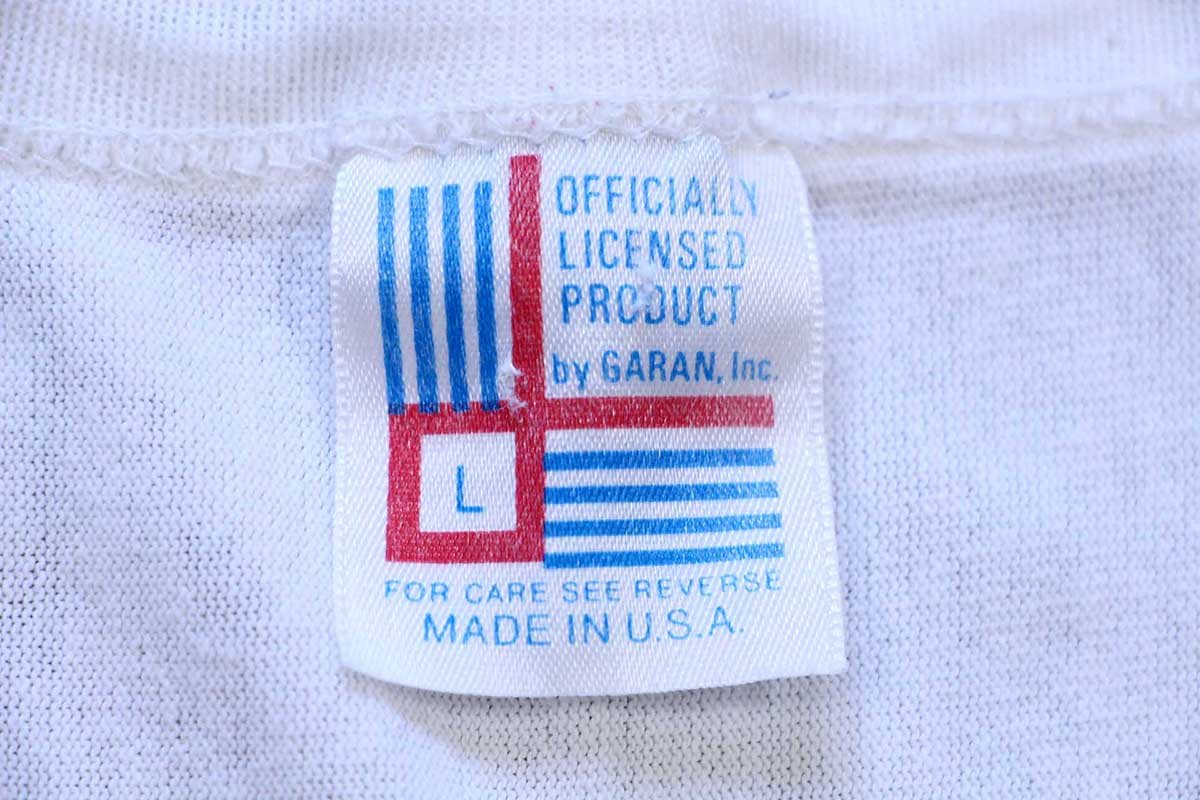 OFFICIALLY
LICENSED
PRODUCT
by GARAN, Inc.
L
FOR CARE SEE REVERSE
MADE IN U.S.A.